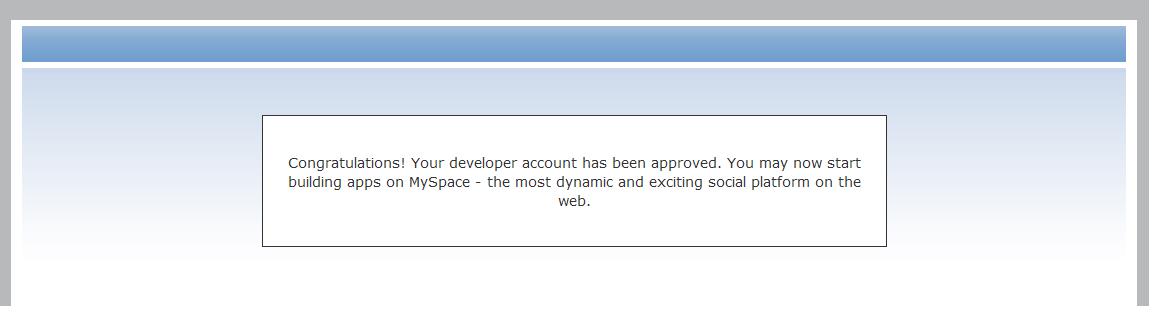 Congratulations! Your developer account has been approved. You may now start
building apps on MySpace - the most dynamic and exciting social platform on the
web.